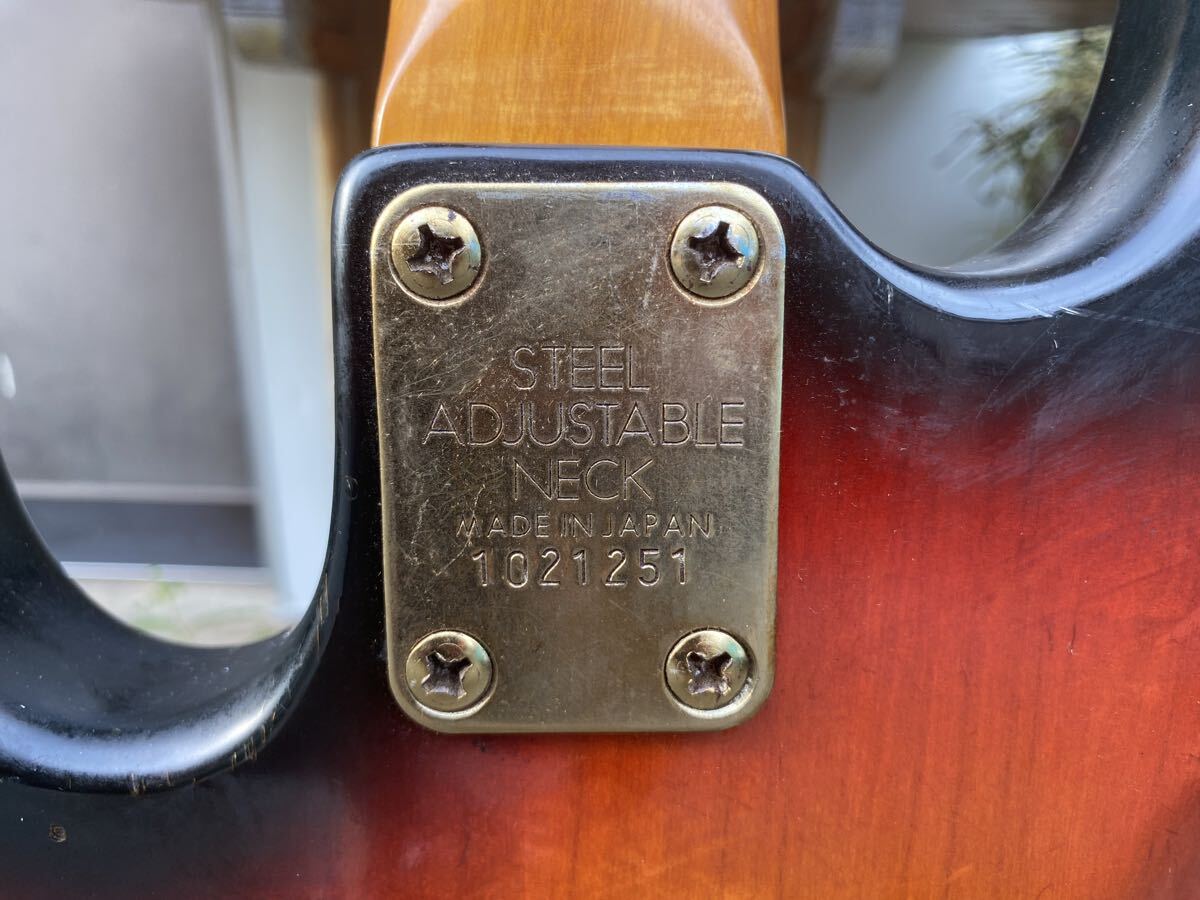 STEEL
ADJUSTABLE
NECK
MADE IN JAPAN
1021251